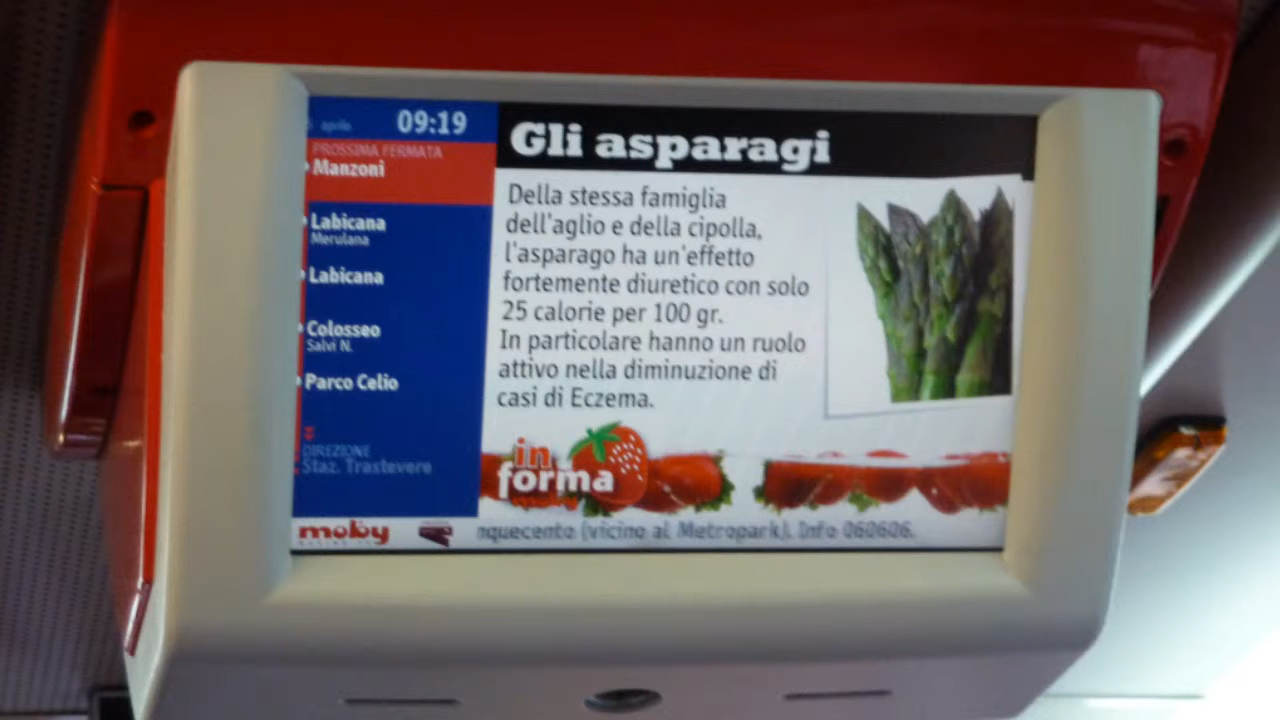 aprile 09:19
PROSSIMA FERMATA
Manzoni
Labicana
Merulana
Labicana
Colosseo
Salvi N.
Parco Celio
DIREZIONE
Staz. Trastevere
Gli asparagi
Della stessa famiglia
dell'aglio e della cipolla,
l'asparago ha un'effetto
fortemente diuretico con solo
25 calorie per 100 gr.
In particolare hanno un ruolo
attivo nella diminuzione di
casi di Eczema.
in
forma
moby
nquecento (vicino al Metropark). Info 060606.